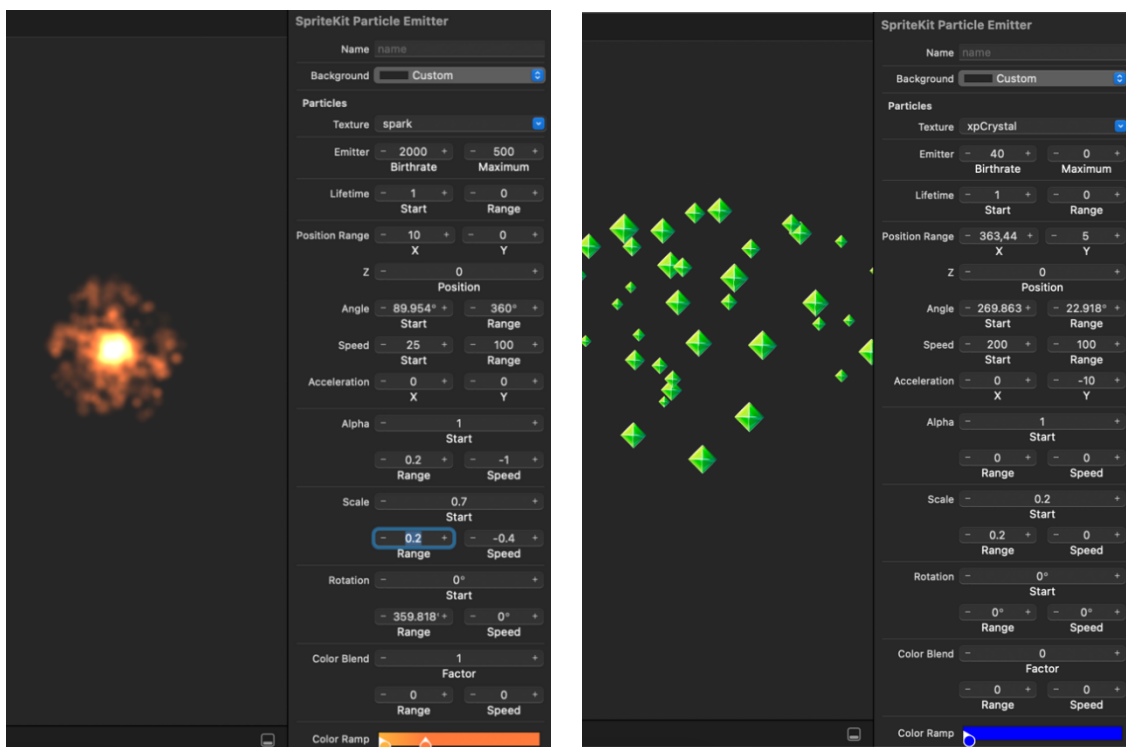 SpriteKit Particle Emitter
Name name
Background Custom
Particles
Texture spark
Emitter - 2000 + - 500 +
Birthrate Maximum
Lifetime - 1 + - 0 +
Start Range
Position Range - 10 + - 0 +
X Y
Z - 0 +
Position
Angle - 89.954° + - 360° +
Start Range
Speed - 25 + - 100 +
Start Range
Acceleration - 0 + - 0 +
X Y
Alpha - 1 +
Start
- 0.2 + - -1 +
Range Speed
Scale - 0.7 +
Start
- 0.2 + - -0.4 +
Range Speed
Rotation - 0° +
Start
- 359.818° + - 0° +
Range Speed
Color Blend - 1 +
Factor
- 0 + - 0 +
Range Speed
Color Ramp
SpriteKit Particle Emitter
Name name
Background Custom
Particles
Texture xpCrystal
Emitter - 40 + - 0 +
Birthrate Maximum
Lifetime - 1 + - 0 +
Start Range
Position Range - 363,44 + - 5 +
X Y
Z - 0 +
Position
Angle - 269.863 + - 22.918° +
Start Range
Speed - 200 + - 100 +
Start Range
Acceleration - 0 + - -10 +
X Y
Alpha - 1 +
Start
- 0 + - 0 +
Range Speed
Scale - 0.2 +
Start
- 0.2 + - 0 +
Range Speed
Rotation - 0° +
Start
- 0° + - 0° +
Range Speed
Color Blend - 0 +
Factor
- 0 + - 0 +
Range Speed
Color Ramp